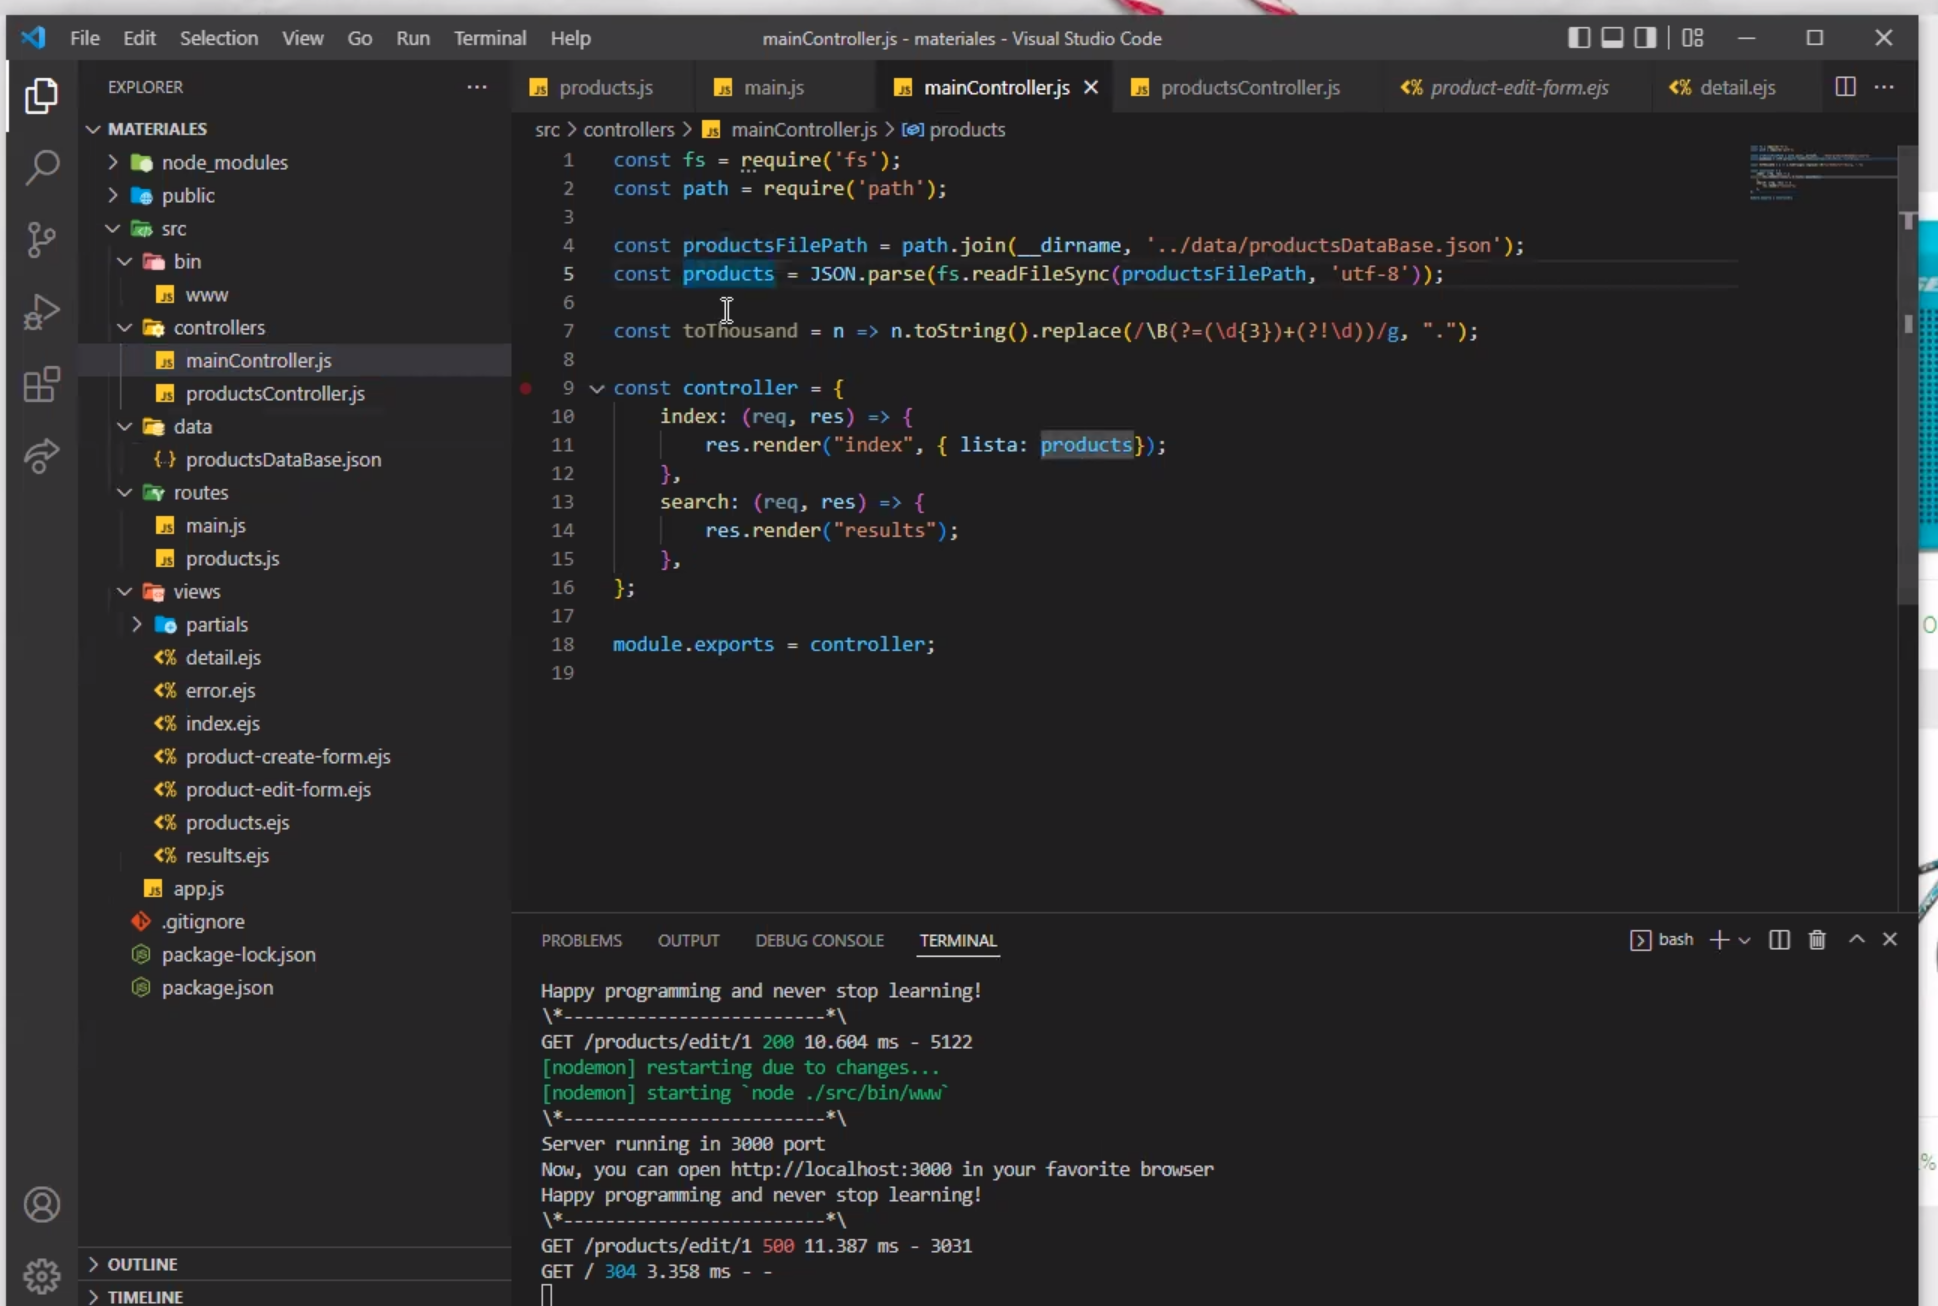 File Edit Selection View Go Run Terminal Help
mainController.js - materiales - Visual Studio Code
EXPLORER
MATERIALES
node_modules
public
src
bin
www
controllers
mainController.js
productsController.js
data
productsDataBase.json
routes
main.js
products.js
views
partials
detail.ejs
error.ejs
index.ejs
product-create-form.ejs
product-edit-form.ejs
products.ejs
results.ejs
app.js
.gitignore
package-lock.json
package.json
OUTLINE
TIMELINE
products.js main.js mainController.js productsController.js product-edit-form.ejs detail.ejs
src > controllers > mainController.js > products
1 const fs = require('fs');
2 const path = require('path');
3
4 const productsFilePath = path.join(__dirname, '../data/productsDataBase.json');
5 const products = JSON.parse(fs.readFileSync(productsFilePath, 'utf-8'));
6
7 const toThousand = n => n.toString().replace(/\B(?=(\d{3})+(?!\d))/g, ".");
8
9 const controller = {
10 index: (req, res) => {
11 res.render("index", { lista: products});
12 },
13 search: (req, res) => {
14 res.render("results");
15 },
16 };
17
18 module.exports = controller;
19
PROBLEMS OUTPUT DEBUG CONSOLE TERMINAL
bash
Happy programming and never stop learning!
\*-------------------------*\
GET /products/edit/1 200 10.604 ms - 5122
[nodemon] restarting due to changes...
[nodemon] starting `node ./src/bin/www`
\*-------------------------*\
Server running in 3000 port
Now, you can open http://localhost:3000 in your favorite browser
Happy programming and never stop learning!
\*-------------------------*\
GET /products/edit/1 500 11.387 ms - 3031
GET / 304 3.358 ms - -